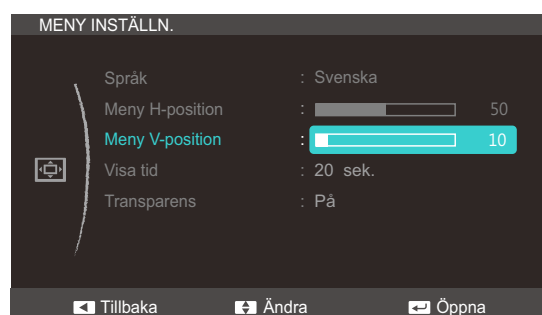 MENY INSTÄLLN.
Språk : Svenska
Meny H-position : 50
Meny V-position : 10
Visa tid : 20 sek.
Transparens : På
Tillbaka Ändra Öppna